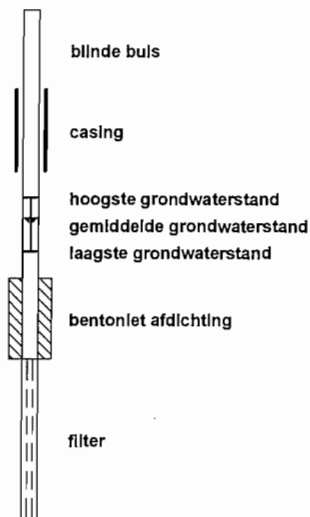 blinde buis
casing
hoogste grondwaterstand
gemiddelde grondwaterstand
laagste grondwaterstand
bentoniet afdichting
filter